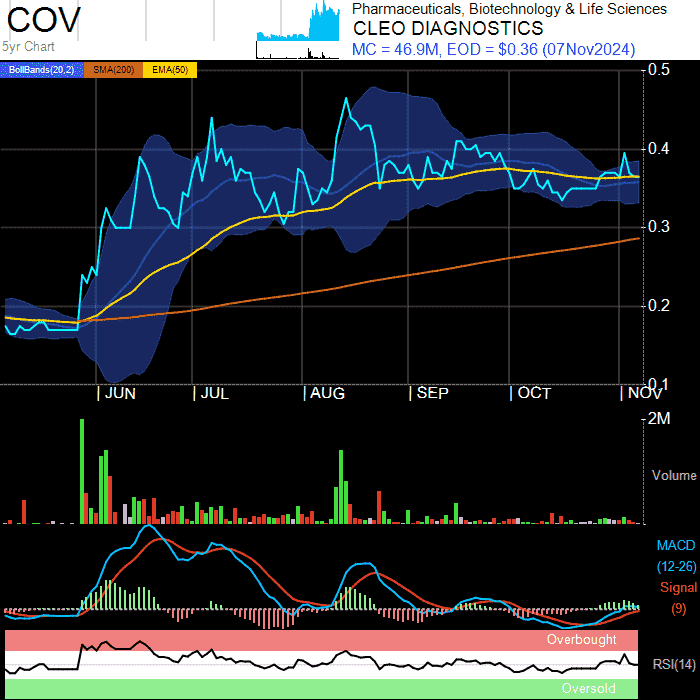 COV
Pharmaceuticals, Biotechnology & Life Sciences
CLEO DIAGNOSTICS
5yr Chart
MC = 46.9M, EOD = $0.36 (07Nov2024)
BollBands(20,2) SMA(200) EMA(50)
0.5
0.4
0.3
0.2
0.1
JUN JUL AUG SEP OCT NOV
2M
Volume
MACD
(12-26)
Signal
(9)
Overbought
RSI(14)
Oversold